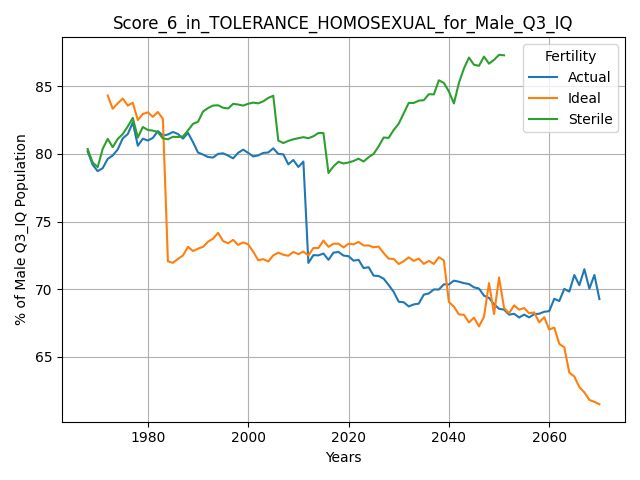 Score_6_in_TOLERANCE_HOMOSEXUAL_for_Male_Q3_IQ
Fertility
Actual
Ideal
Sterile
% of Male Q3_IQ Population
85
80
75
70
65
1980 2000 2020 2040 2060
Years